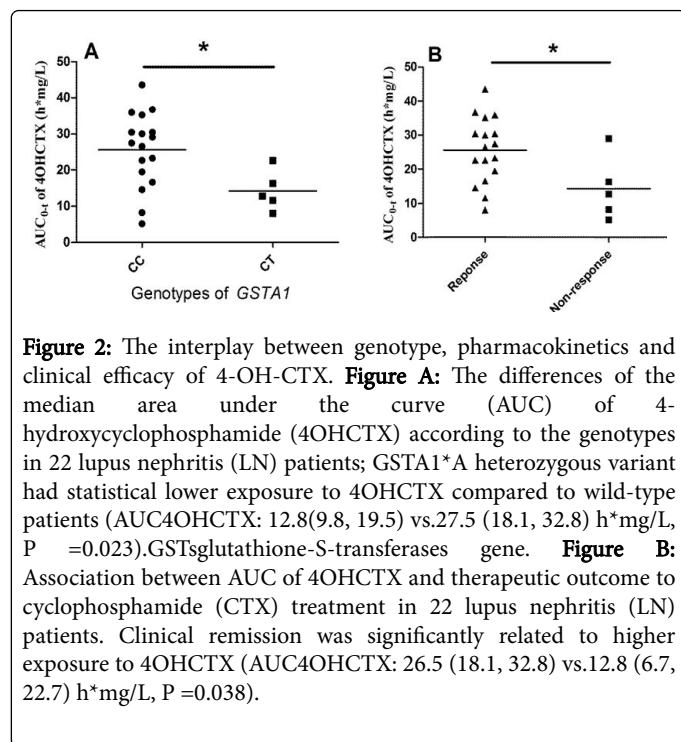 A
*
AUC0-t of 4OHCTX (h*mg/L)
50
40
30
20
10
0
CC
CT
Genotypes of GSTA1
B
*
AUC0-t of 4OHCTX (h*mg/L)
50
40
30
20
10
0
Reponse
Non-response
Figure 2: The interplay between genotype, pharmacokinetics and
clinical efficacy of 4-OH-CTX. Figure A: The differences of the
median area under the curve (AUC) of 4-
hydroxycyclophosphamide (4OHCTX) according to the genotypes
in 22 lupus nephritis (LN) patients; GSTA1*A heterozygous variant
had statistical lower exposure to 4OHCTX compared to wild-type
patients (AUC4OHCTX: 12.8(9.8, 19.5) vs.27.5 (18.1, 32.8) h*mg/L,
P =0.023).GSTsglutathione-S-transferases gene. Figure B:
Association between AUC of 4OHCTX and therapeutic outcome to
cyclophosphamide (CTX) treatment in 22 lupus nephritis (LN)
patients. Clinical remission was significantly related to higher
exposure to 4OHCTX (AUC4OHCTX: 26.5 (18.1, 32.8) vs.12.8 (6.7,
22.7) h*mg/L, P =0.038).